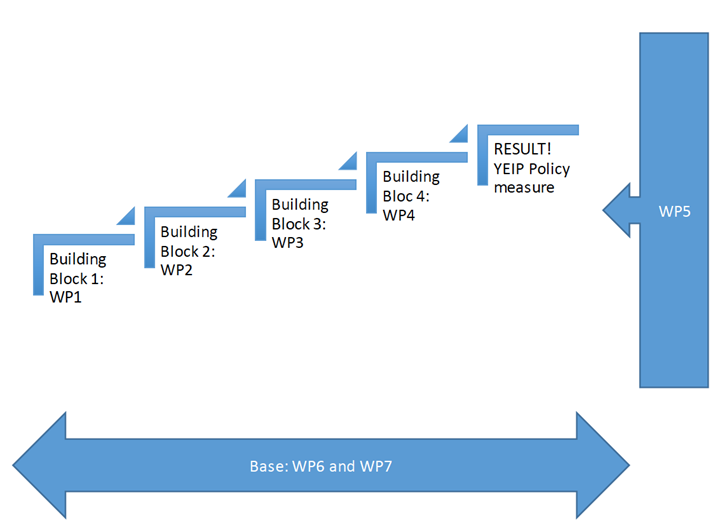 Building
Block 1:
WP1
Building
Block 2:
WP2
Building
Block 3:
WP3
Building
Bloc 4:
WP4
RESULT!
YEIP Policy
measure
WP5
Base: WP6 and WP7